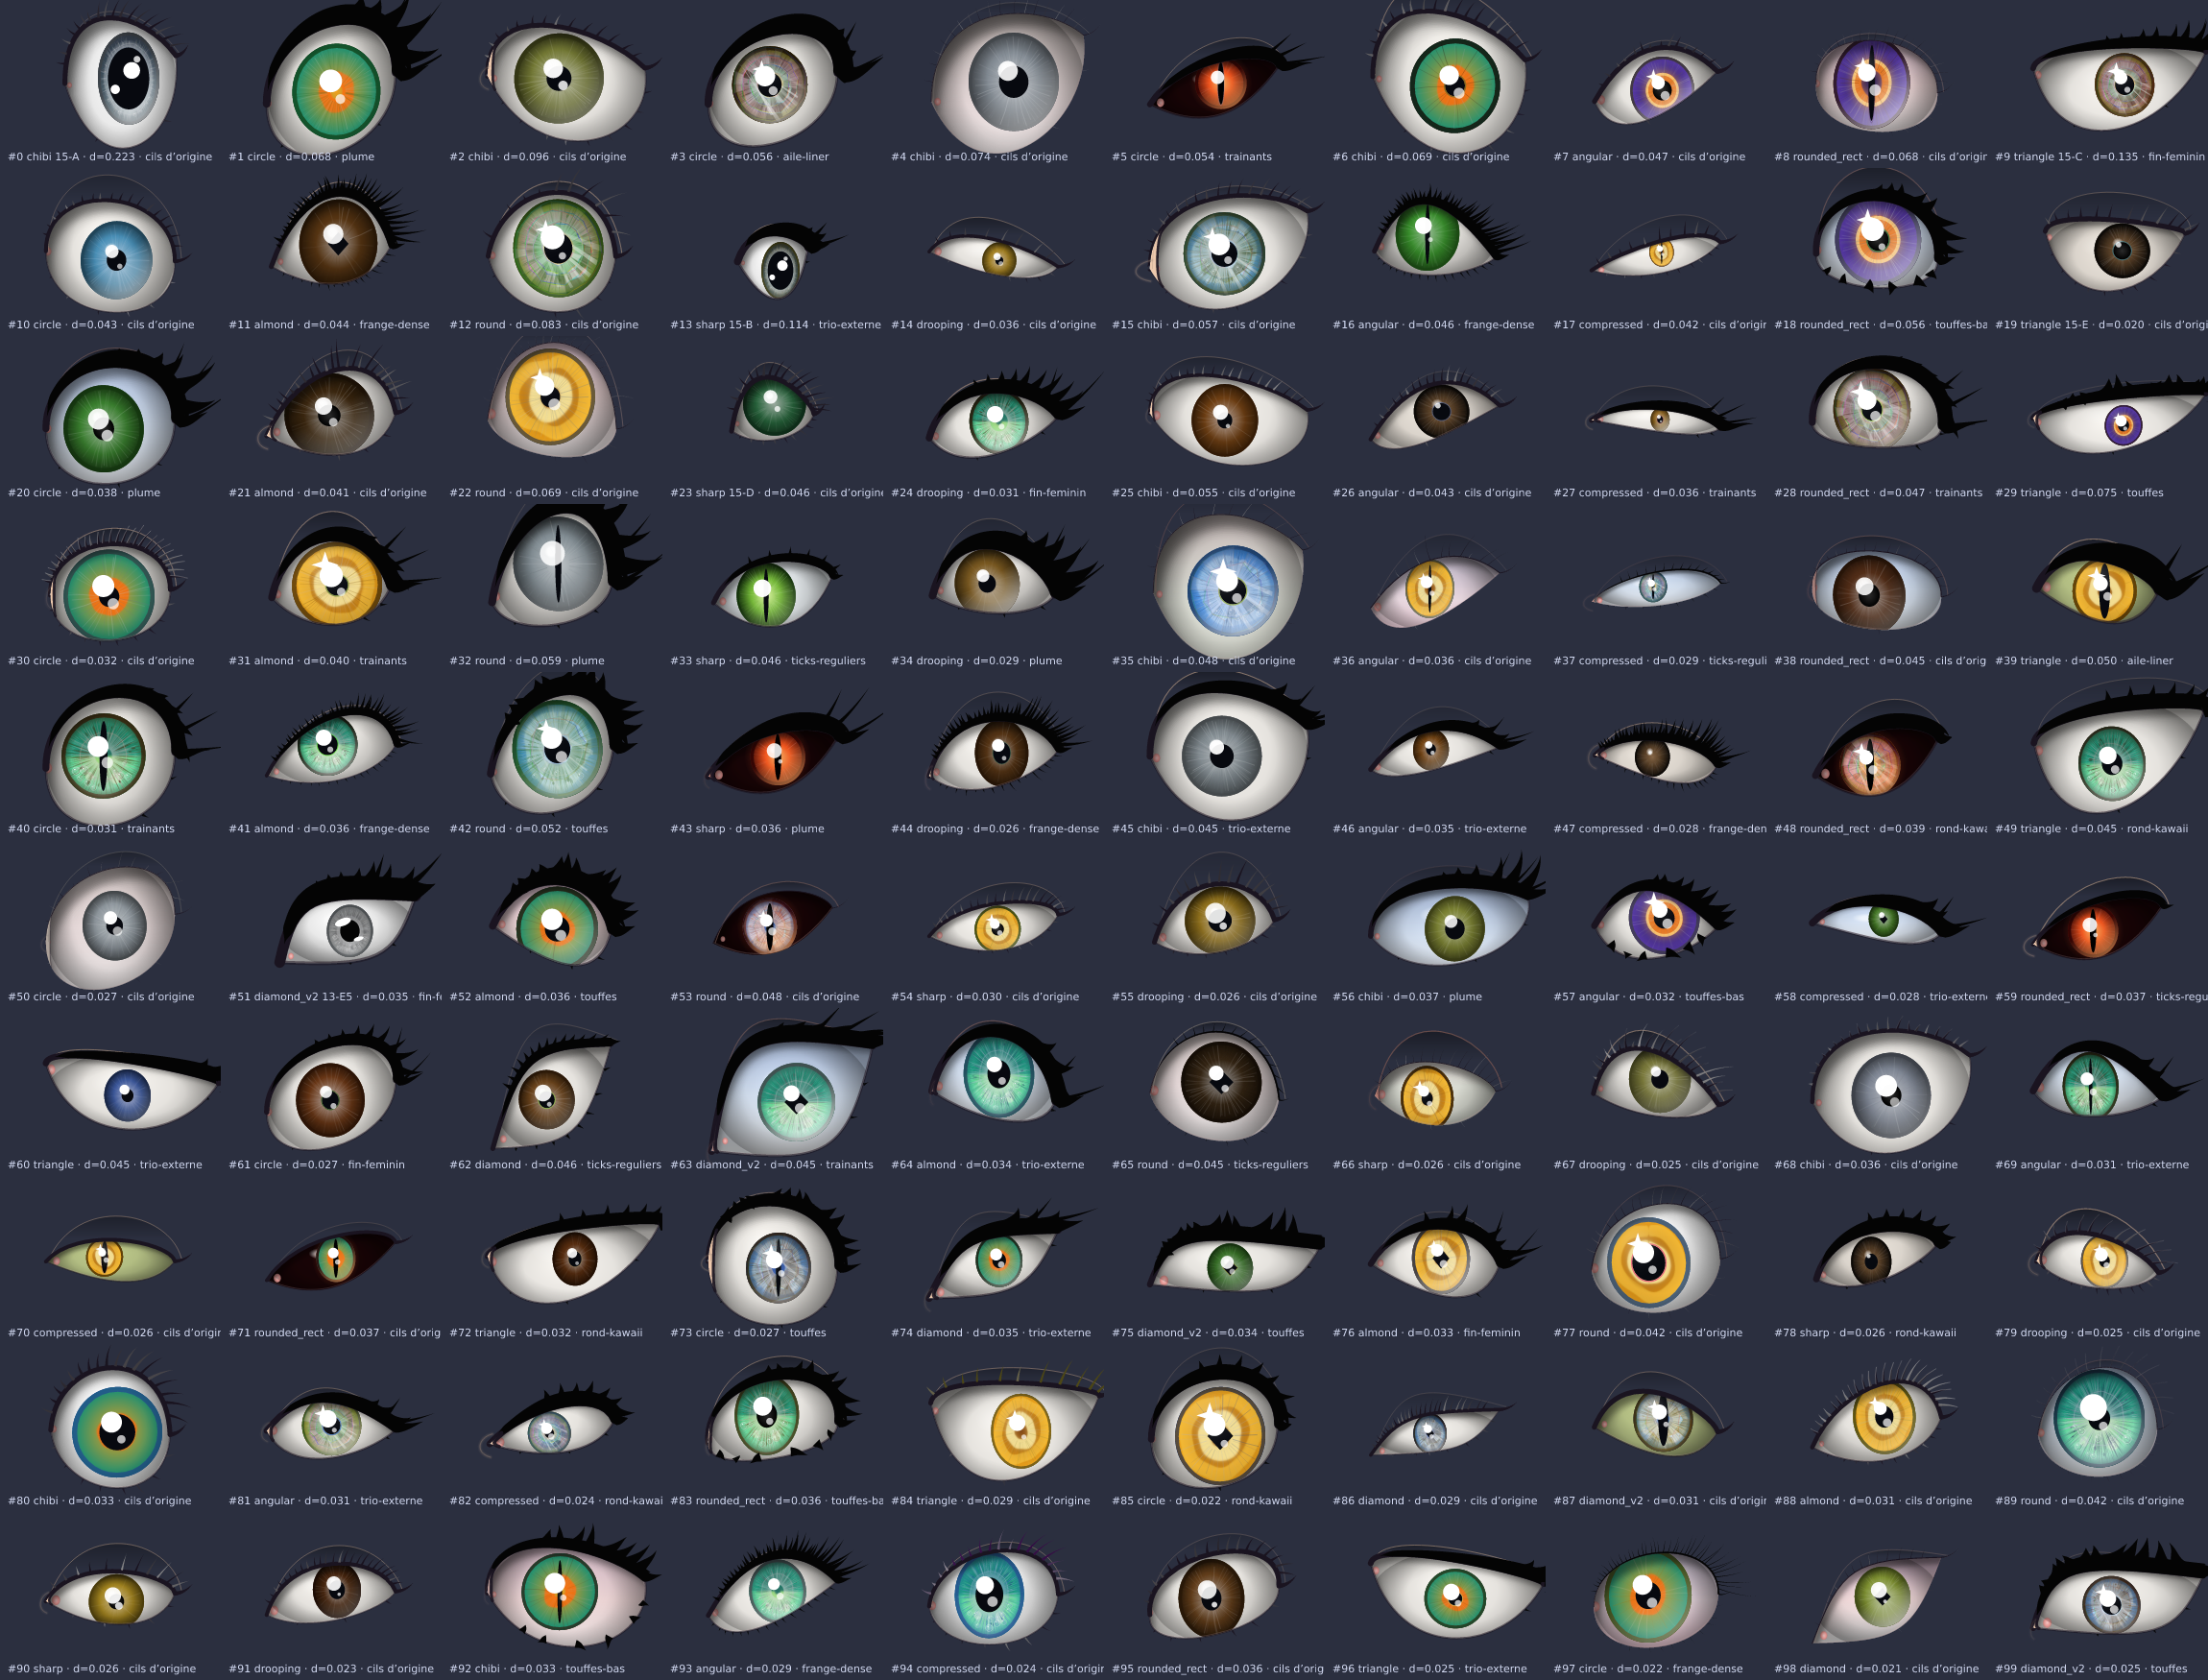 #0 chibi 15-A · d=0.223 · cils d’origine
#1 circle · d=0.068 · plume
#2 chibi · d=0.096 · cils d’origine
#3 circle · d=0.056 · aile-liner
#4 chibi · d=0.074 · cils d’origine
#5 circle · d=0.054 · trainants
#6 chibi · d=0.069 · cils d’origine
#7 angular · d=0.047 · cils d’origine
#8 rounded_rect · d=0.068 · cils d’origir
#9 triangle 15-C · d=0.135 · fin-feminin
#10 circle · d=0.043 · cils d’origine
#11 almond · d=0.044 · frange-dense
#12 round · d=0.083 · cils d’origine
#13 sharp 15-B · d=0.114 · trio-externe
#14 drooping · d=0.036 · cils d’origine
#15 chibi · d=0.057 · cils d’origine
#16 angular · d=0.046 · frange-dense
#17 compressed · d=0.042 · cils d’origir
#18 rounded_rect · d=0.056 · touffes-ba
#19 triangle 15-E · d=0.020 · cils d’origi
#20 circle · d=0.038 · plume
#21 almond · d=0.041 · cils d’origine
#22 round · d=0.069 · cils d’origine
#23 sharp 15-D · d=0.046 · cils d’origine
#24 drooping · d=0.031 · fin-feminin
#25 chibi · d=0.055 · cils d’origine
#26 angular · d=0.043 · cils d’origine
#27 compressed · d=0.036 · trainants
#28 rounded_rect · d=0.047 · trainants
#29 triangle · d=0.075 · touffes
#30 circle · d=0.032 · cils d’origine
#31 almond · d=0.040 · trainants
#32 round · d=0.059 · plume
#33 sharp · d=0.046 · ticks-reguliers
#34 drooping · d=0.029 · plume
#35 chibi · d=0.048 · cils d’origine
#36 angular · d=0.036 · cils d’origine
#37 compressed · d=0.029 · ticks-reguli
#38 rounded_rect · d=0.045 · cils d’orig
#39 triangle · d=0.050 · aile-liner
#40 circle · d=0.031 · trainants
#41 almond · d=0.036 · frange-dense
#42 round · d=0.052 · touffes
#43 sharp · d=0.036 · plume
#44 drooping · d=0.026 · frange-dense
#45 chibi · d=0.045 · trio-externe
#46 angular · d=0.035 · trio-externe
#47 compressed · d=0.028 · frange-den
#48 rounded_rect · d=0.039 · rond-kawa
#49 triangle · d=0.045 · rond-kawaii
#50 circle · d=0.027 · cils d’origine
#51 diamond_v2 13-E5 · d=0.035 · fin-f
#52 almond · d=0.036 · touffes
#53 round · d=0.048 · cils d’origine
#54 sharp · d=0.030 · cils d’origine
#55 drooping · d=0.026 · cils d’origine
#56 chibi · d=0.037 · plume
#57 angular · d=0.032 · touffes-bas
#58 compressed · d=0.028 · trio-extern
#59 rounded_rect · d=0.037 · ticks-regu
#60 triangle · d=0.045 · trio-externe
#61 circle · d=0.027 · fin-feminin
#62 diamond · d=0.046 · ticks-reguliers
#63 diamond_v2 · d=0.045 · trainants
#64 almond · d=0.034 · trio-externe
#65 round · d=0.045 · ticks-reguliers
#66 sharp · d=0.026 · cils d’origine
#67 drooping · d=0.025 · cils d’origine
#68 chibi · d=0.036 · cils d’origine
#69 angular · d=0.031 · trio-externe
#70 compressed · d=0.026 · cils d’origir
#71 rounded_rect · d=0.037 · cils d’orig
#72 triangle · d=0.032 · rond-kawaii
#73 circle · d=0.027 · touffes
#74 diamond · d=0.035 · trio-externe
#75 diamond_v2 · d=0.034 · touffes
#76 almond · d=0.033 · fin-feminin
#77 round · d=0.042 · cils d’origine
#78 sharp · d=0.026 · rond-kawaii
#79 drooping · d=0.025 · cils d’origine
#80 chibi · d=0.033 · cils d’origine
#81 angular · d=0.031 · trio-externe
#82 compressed · d=0.024 · rond-kawai
#83 rounded_rect · d=0.036 · touffes-ba
#84 triangle · d=0.029 · cils d’origine
#85 circle · d=0.022 · rond-kawaii
#86 diamond · d=0.029 · cils d’origine
#87 diamond_v2 · d=0.031 · cils d’origir
#88 almond · d=0.031 · cils d’origine
#89 round · d=0.042 · cils d’origine
#90 sharp · d=0.026 · cils d’origine
#91 drooping · d=0.023 · cils d’origine
#92 chibi · d=0.033 · touffes-bas
#93 angular · d=0.029 · frange-dense
#94 compressed · d=0.024 · cils d’origir
#95 rounded_rect · d=0.036 · cils d’orig
#96 triangle · d=0.025 · trio-externe
#97 circle · d=0.022 · frange-dense
#98 diamond · d=0.021 · cils d’origine
#99 diamond_v2 · d=0.025 · touffes